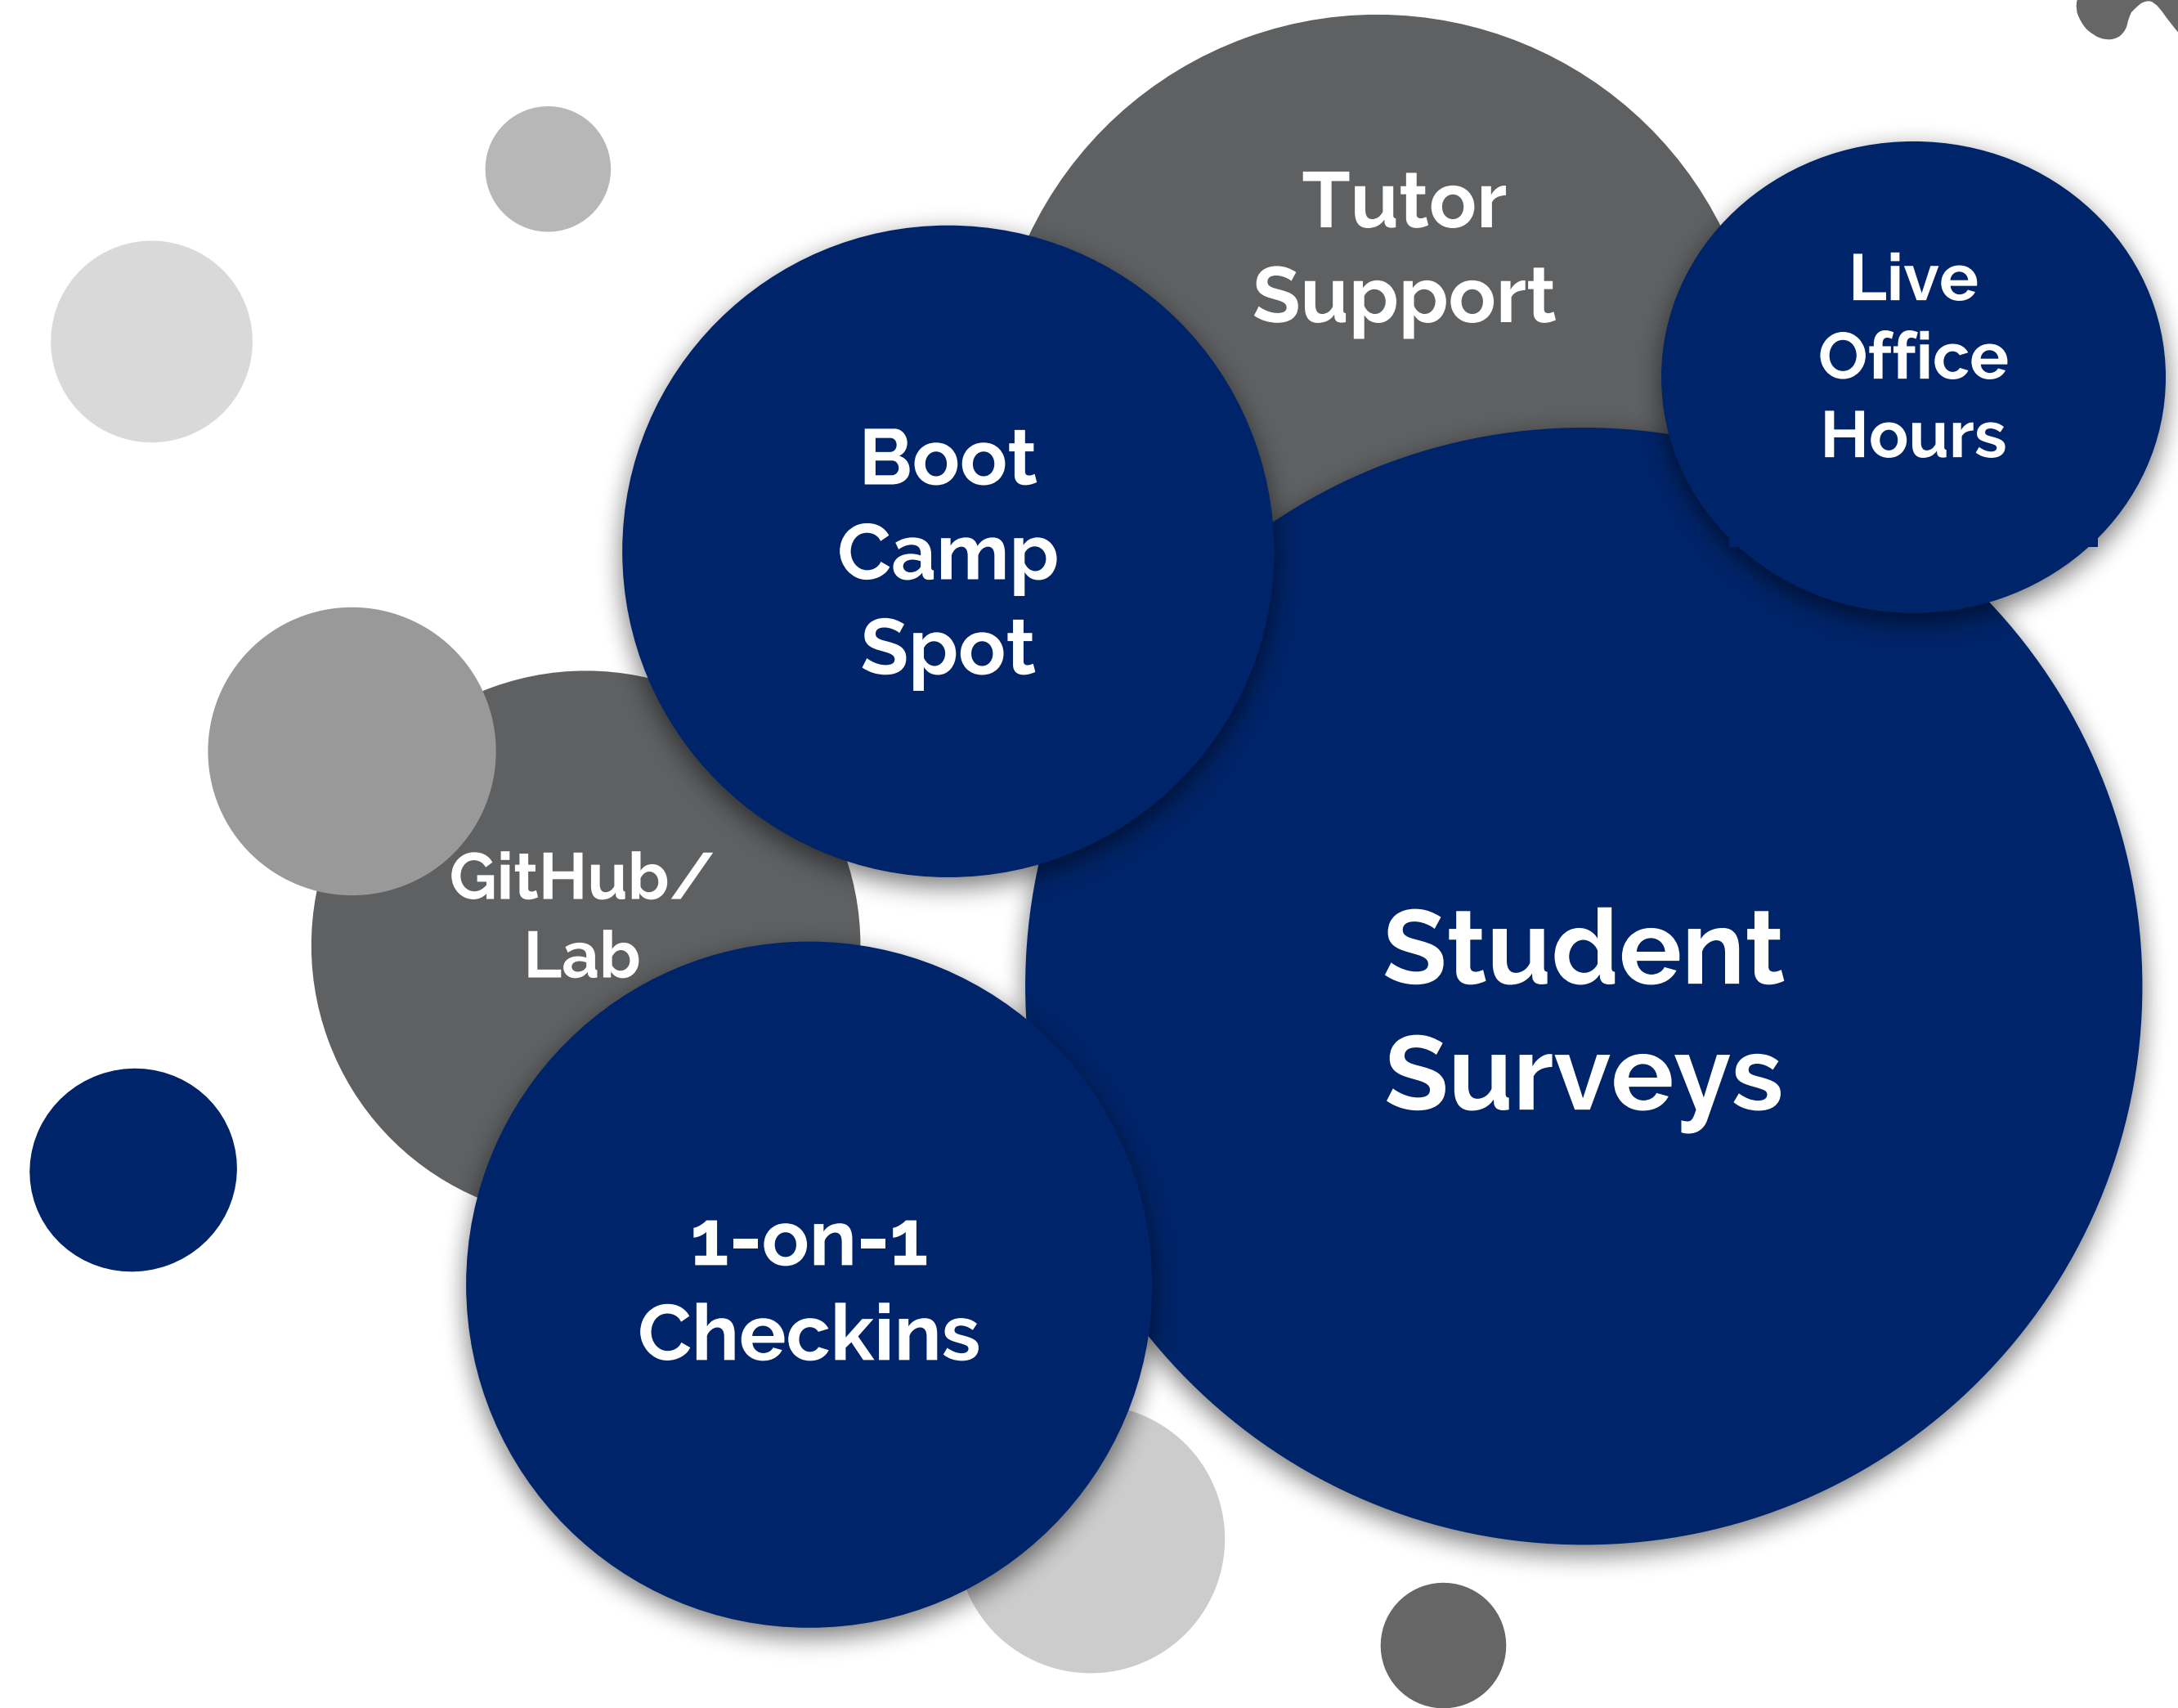 Tutor
Support
Live
Office
Hours
Boot
Camp
Spot
GitHub/
Lab
Student
Surveys
1-on-1
Checkins